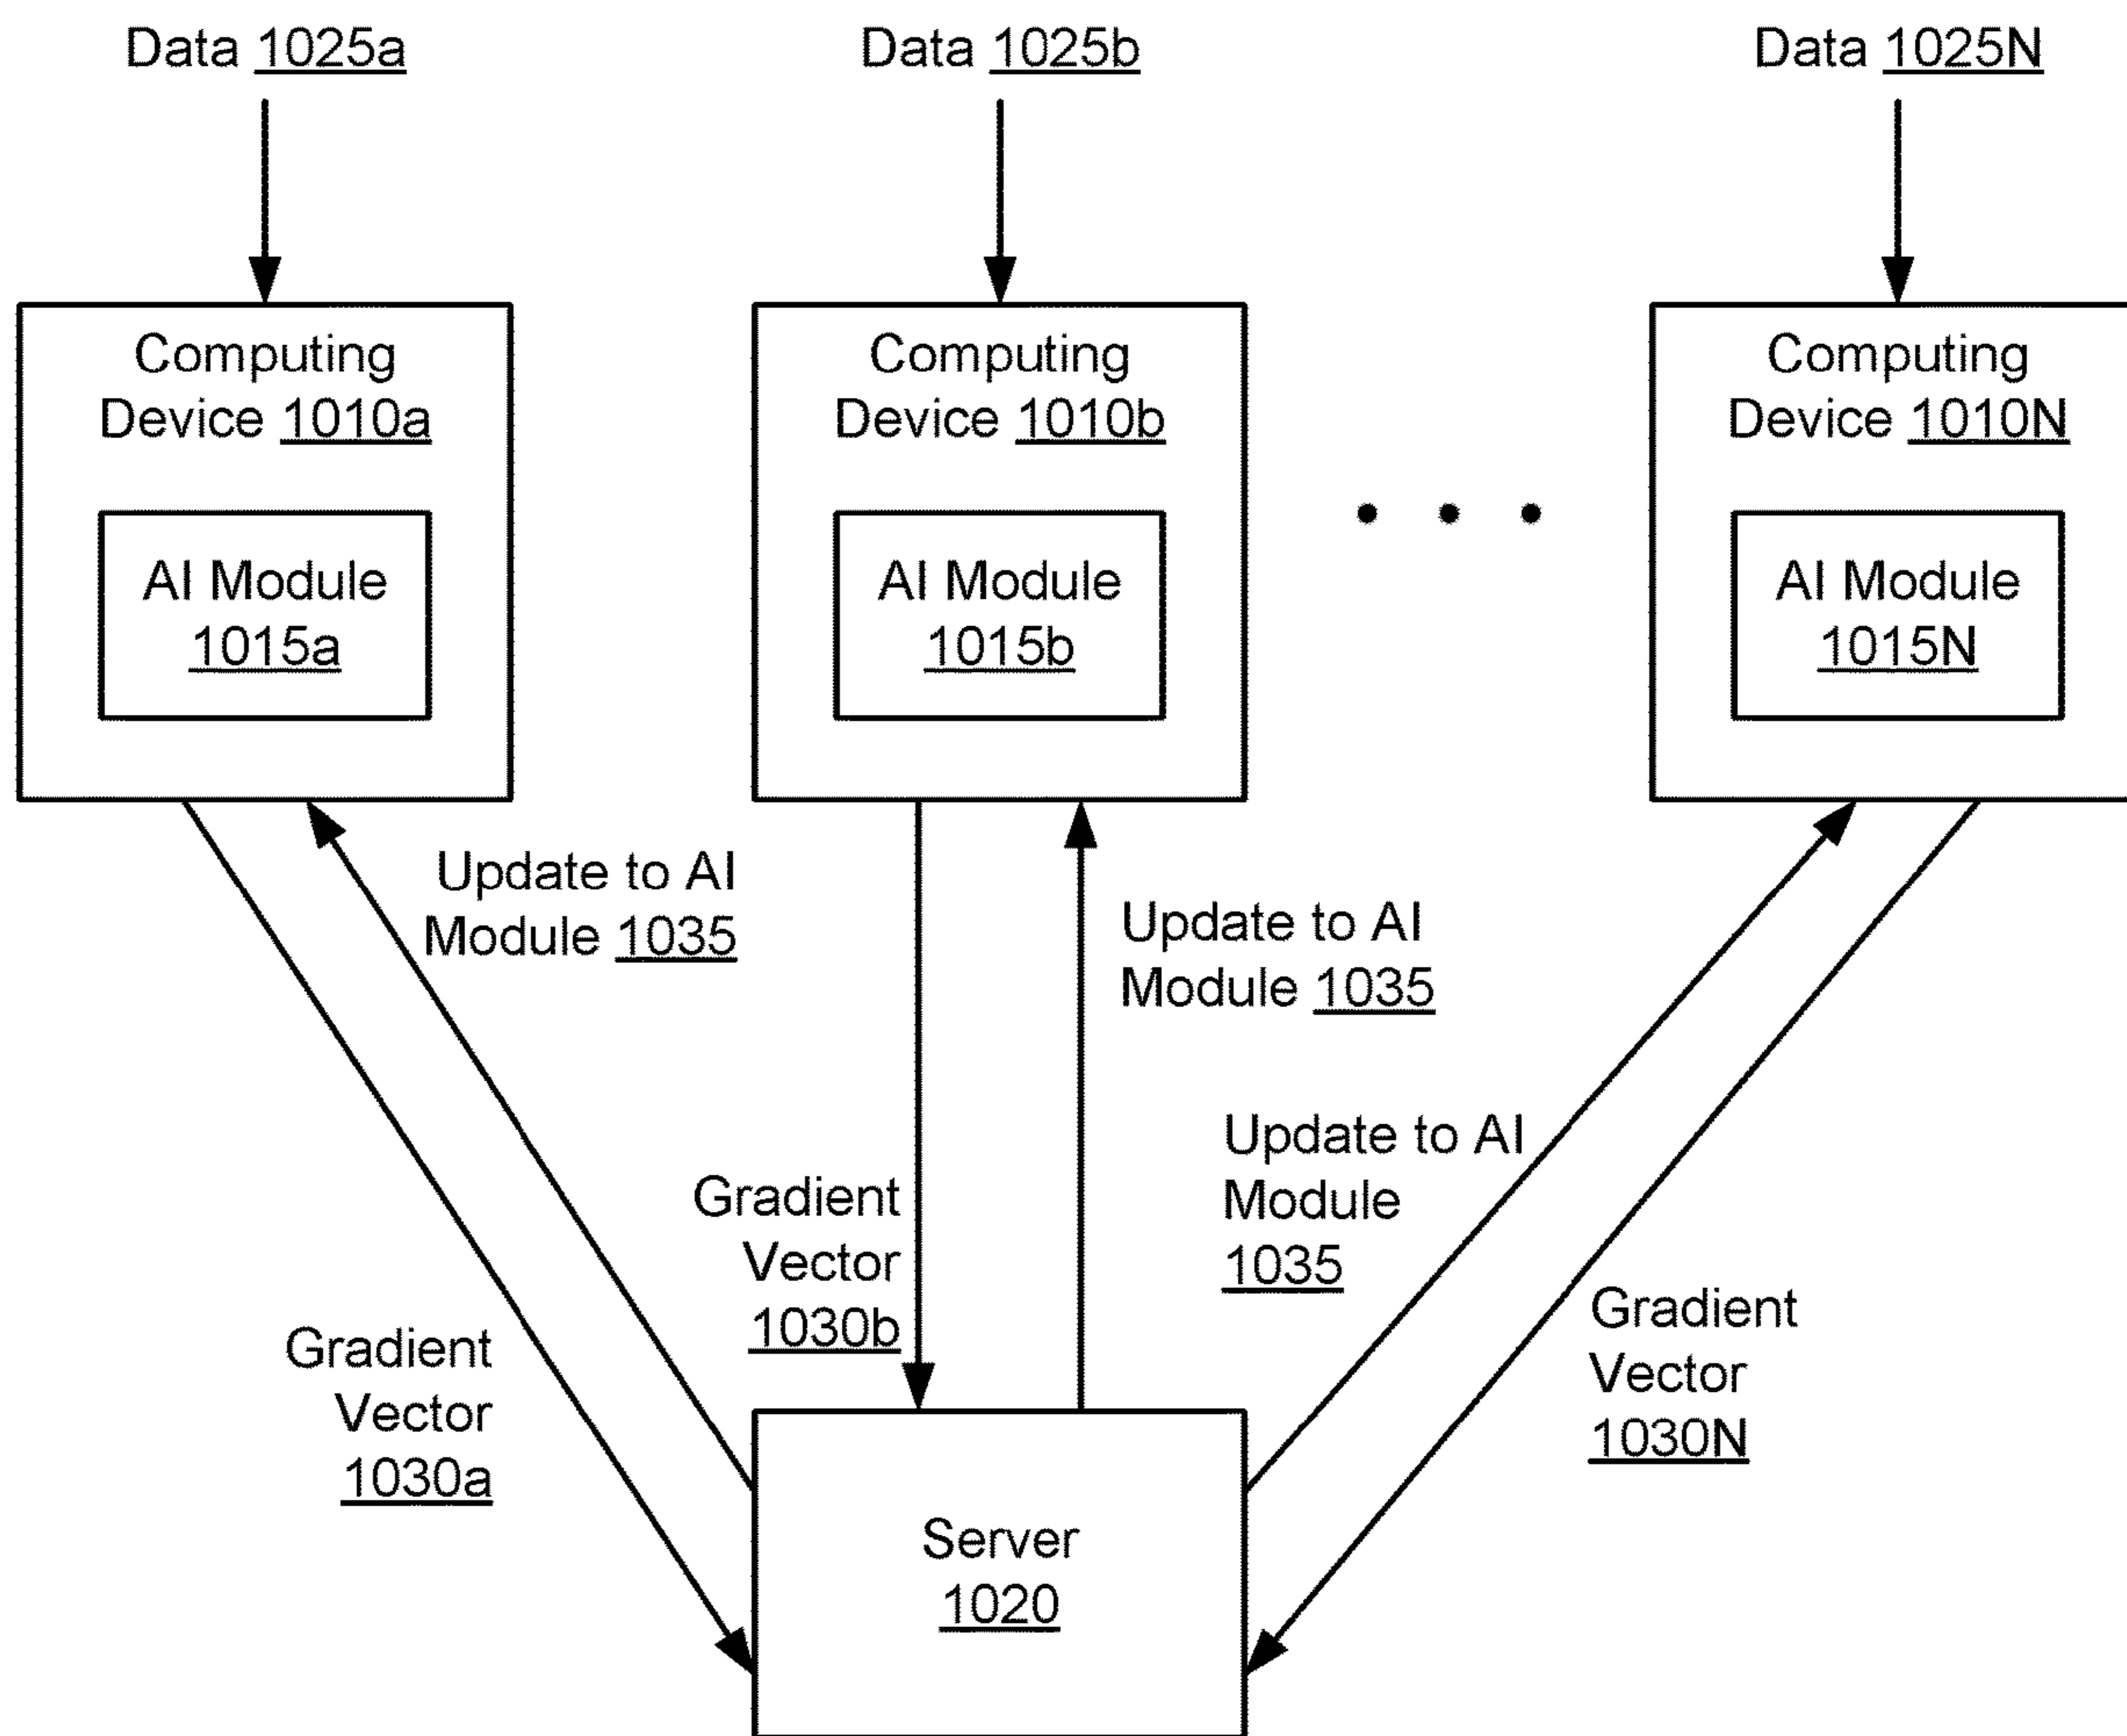 Data 1025a
Data 1025b
Data 1025N
Computing
Device 1010a
AI Module
1015a
Computing
Device 1010b
AI Module
1015b
Computing
Device 1010N
AI Module
1015N
Update to AI
Module 1035
Update to AI
Module 1035
Update to AI
Module
1035
Gradient
Vector
1030a
Gradient
Vector
1030b
Gradient
Vector
1030N
Server
1020